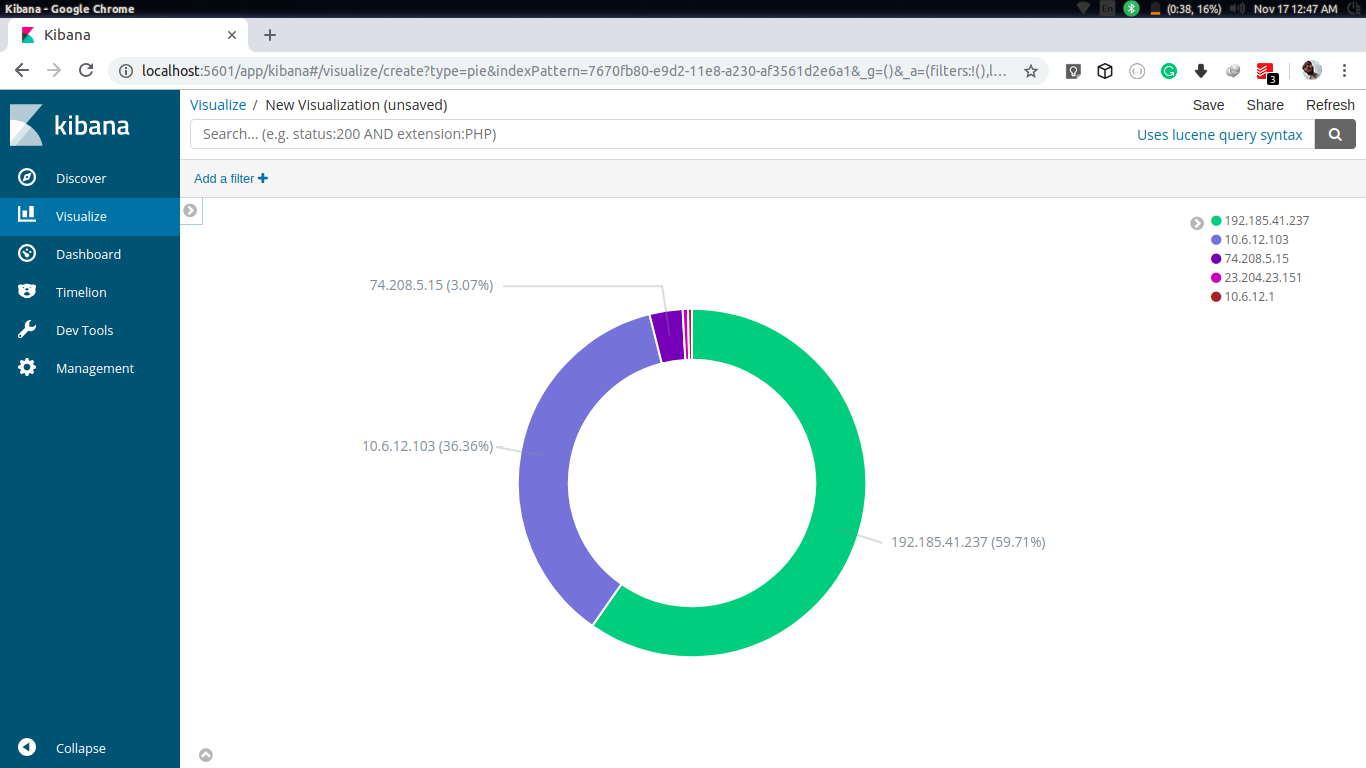 Kibana - Google Chrome
En
(0:38, 16%)
Nov 17 12:47 AM
Kibana
localhost:5601/app/kibana#/visualize/create?type=pie&indexPattern=7670fb80-e9d2-11e8-a230-af3561d2e6a1&_g=()&_a=(filters:!(),l…
3
kibana
Visualize / New Visualization (unsaved)
Save Share Refresh
Search... (e.g. status:200 AND extension:PHP)
Uses lucene query syntax
Add a filter
Discover
Visualize
Dashboard
Timelion
Dev Tools
Management
Collapse
192.185.41.237
10.6.12.103
74.208.5.15
23.204.23.151
10.6.12.1
74.208.5.15 (3.07%)
10.6.12.103 (36.36%)
192.185.41.237 (59.71%)